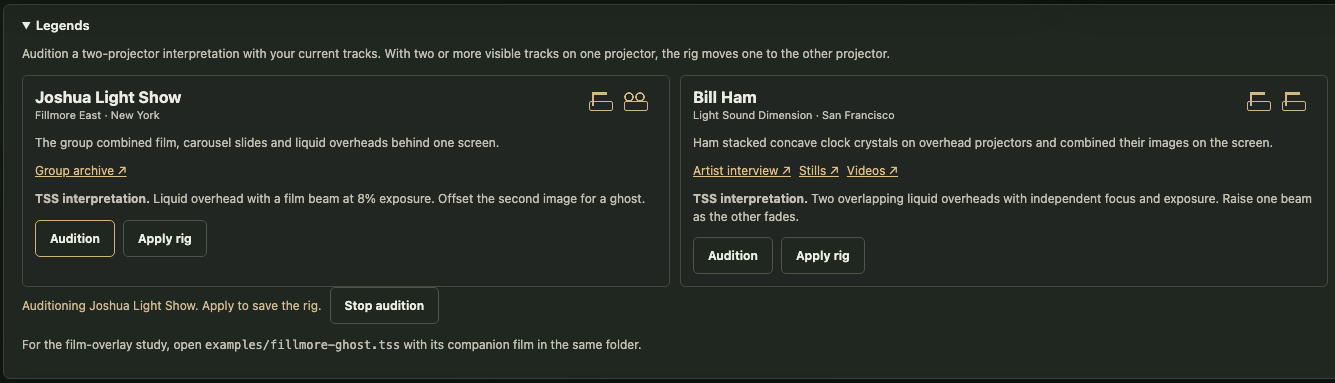 ▼ Legends
Audition a two-projector interpretation with your current tracks. With two or more visible tracks on one projector, the rig moves one to the other projector.
Joshua Light Show
Fillmore East · New York
The group combined film, carousel slides and liquid overheads behind one screen.
Group archive ↗
TSS interpretation. Liquid overhead with a film beam at 8% exposure. Offset the second image for a ghost.
Audition
Apply rig
Bill Ham
Light Sound Dimension · San Francisco
Ham stacked concave clock crystals on overhead projectors and combined their images on the screen.
Artist interview ↗ Stills ↗ Videos ↗
TSS interpretation. Two overlapping liquid overheads with independent focus and exposure. Raise one beam
as the other fades.
Audition
Apply rig
Auditioning Joshua Light Show. Apply to save the rig.
Stop audition
For the film-overlay study, open examples/fillmore-ghost.tss with its companion film in the same folder.